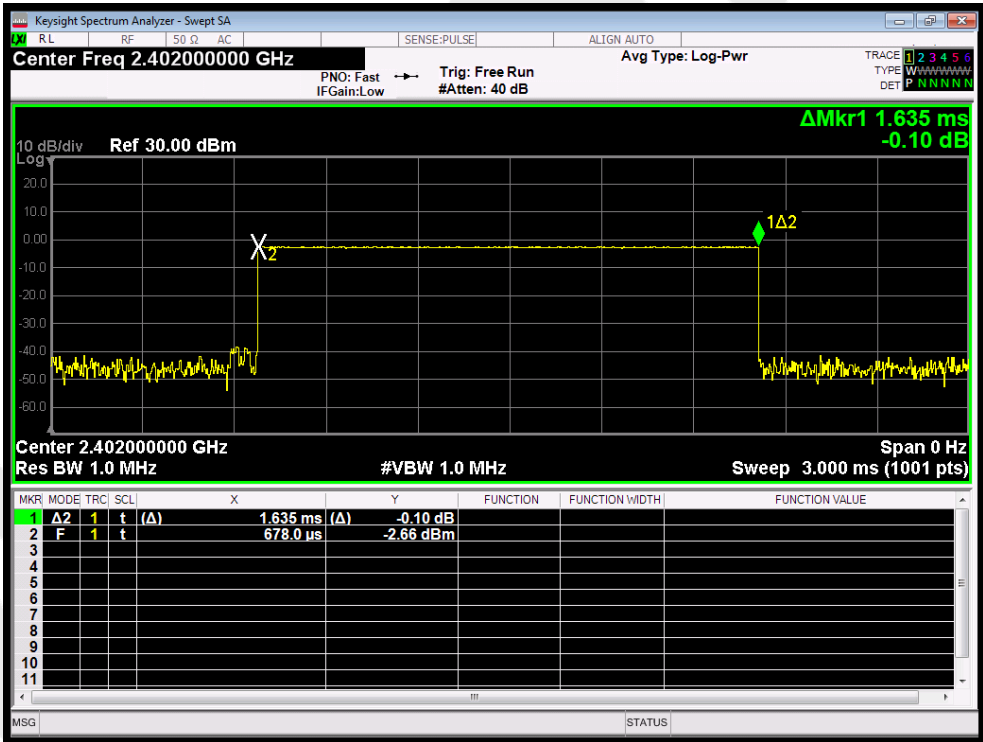 Keysight Spectrum Analyzer - Swept SA
LXI RL RF 50 Ω AC SENSE:PULSE ALIGN AUTO
Center Freq 2.402000000 GHz
PNO: Fast
IFGain:Low
Trig: Free Run
#Atten: 40 dB
Avg Type: Log-Pwr
TRACE 1 2 3 4 5 6
TYPE W
DET P N N N N N
ΔMkr1 1.635 ms
-0.10 dB
10 dB/div Ref 30.00 dBm
Log
20.0
10.0
0.00
-10.0
-20.0
-30.0
-40.0
-50.0
-60.0
2
1Δ2
Center 2.402000000 GHz Span 0 Hz
Res BW 1.0 MHz #VBW 1.0 MHz Sweep 3.000 ms (1001 pts)
MKR MODE TRC SCL X Y FUNCTION FUNCTION WIDTH FUNCTION VALUE
1 Δ2 1 t (Δ) 1.635 ms (Δ) -0.10 dB
2 F 1 t 678.0 µs -2.66 dBm
3
4
5
6
7
8
9
10
11
MSG STATUS